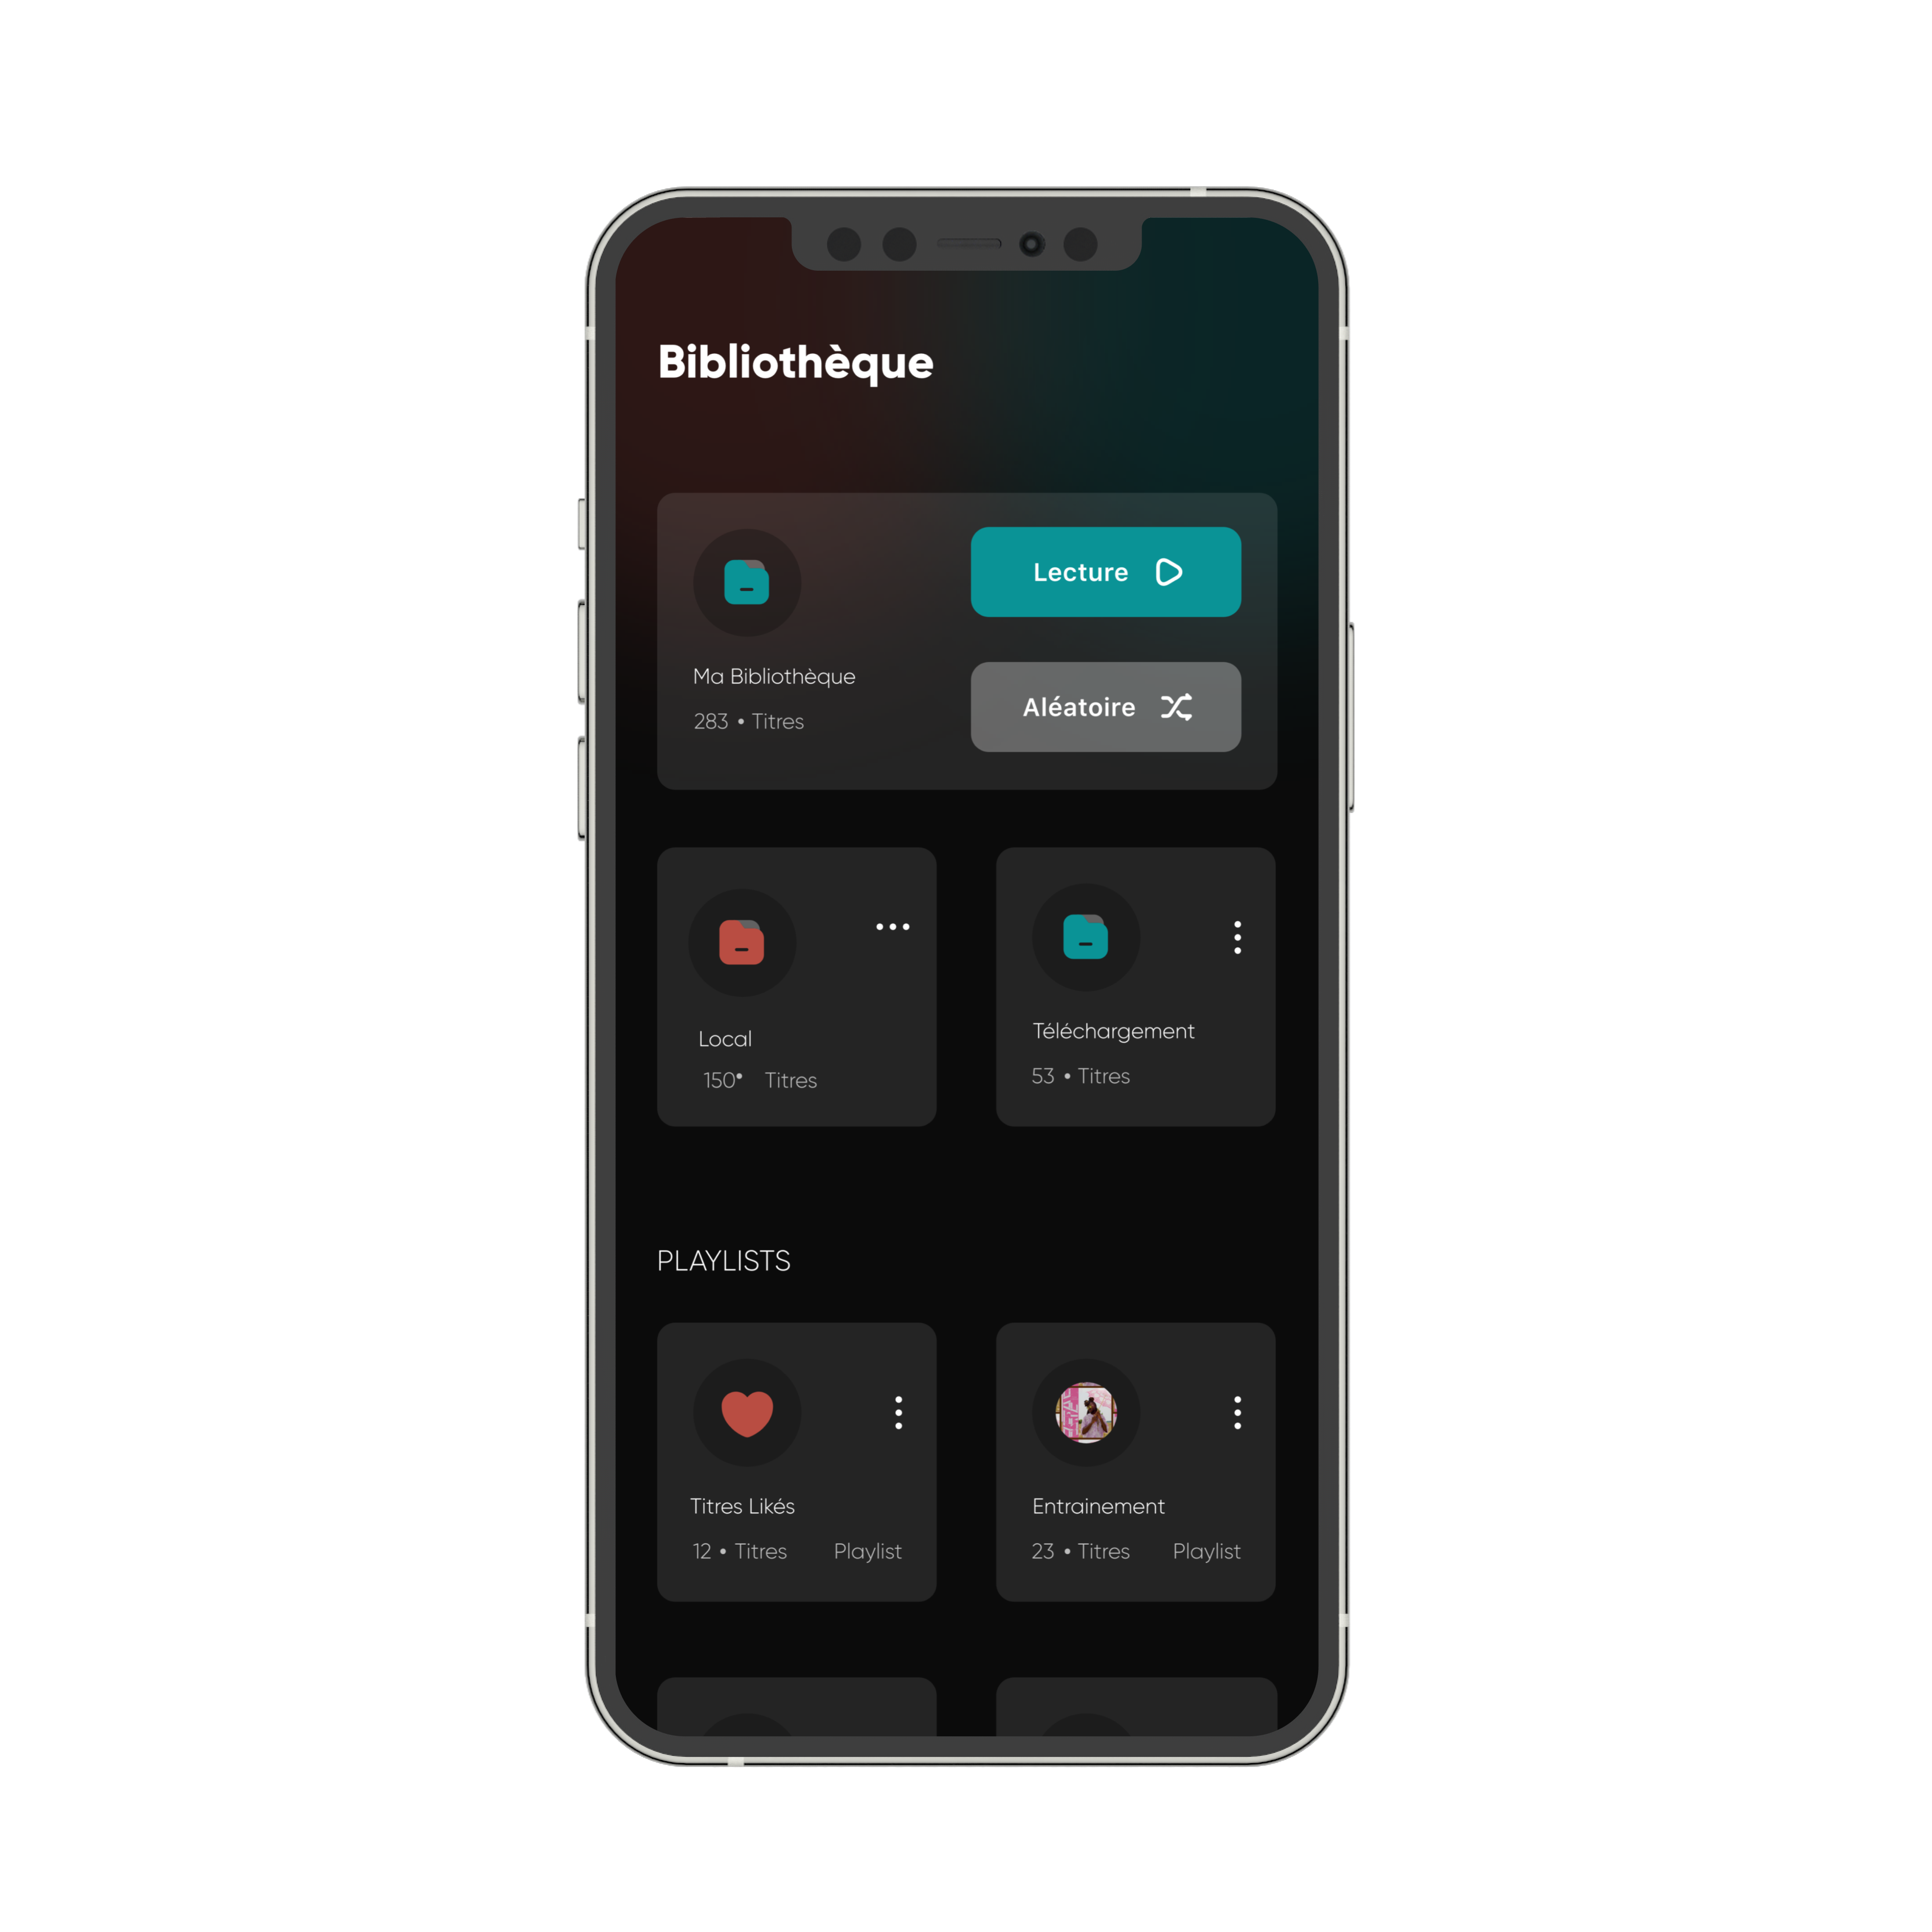 Bibliothèque
Lecture
Ma Bibliothèque
283 • Titres
Aléatoire
Local
150• Titres
Téléchargement
53 • Titres
PLAYLISTS
Titres Likés
12 • Titres Playlist
Entrainement
23 • Titres Playlist